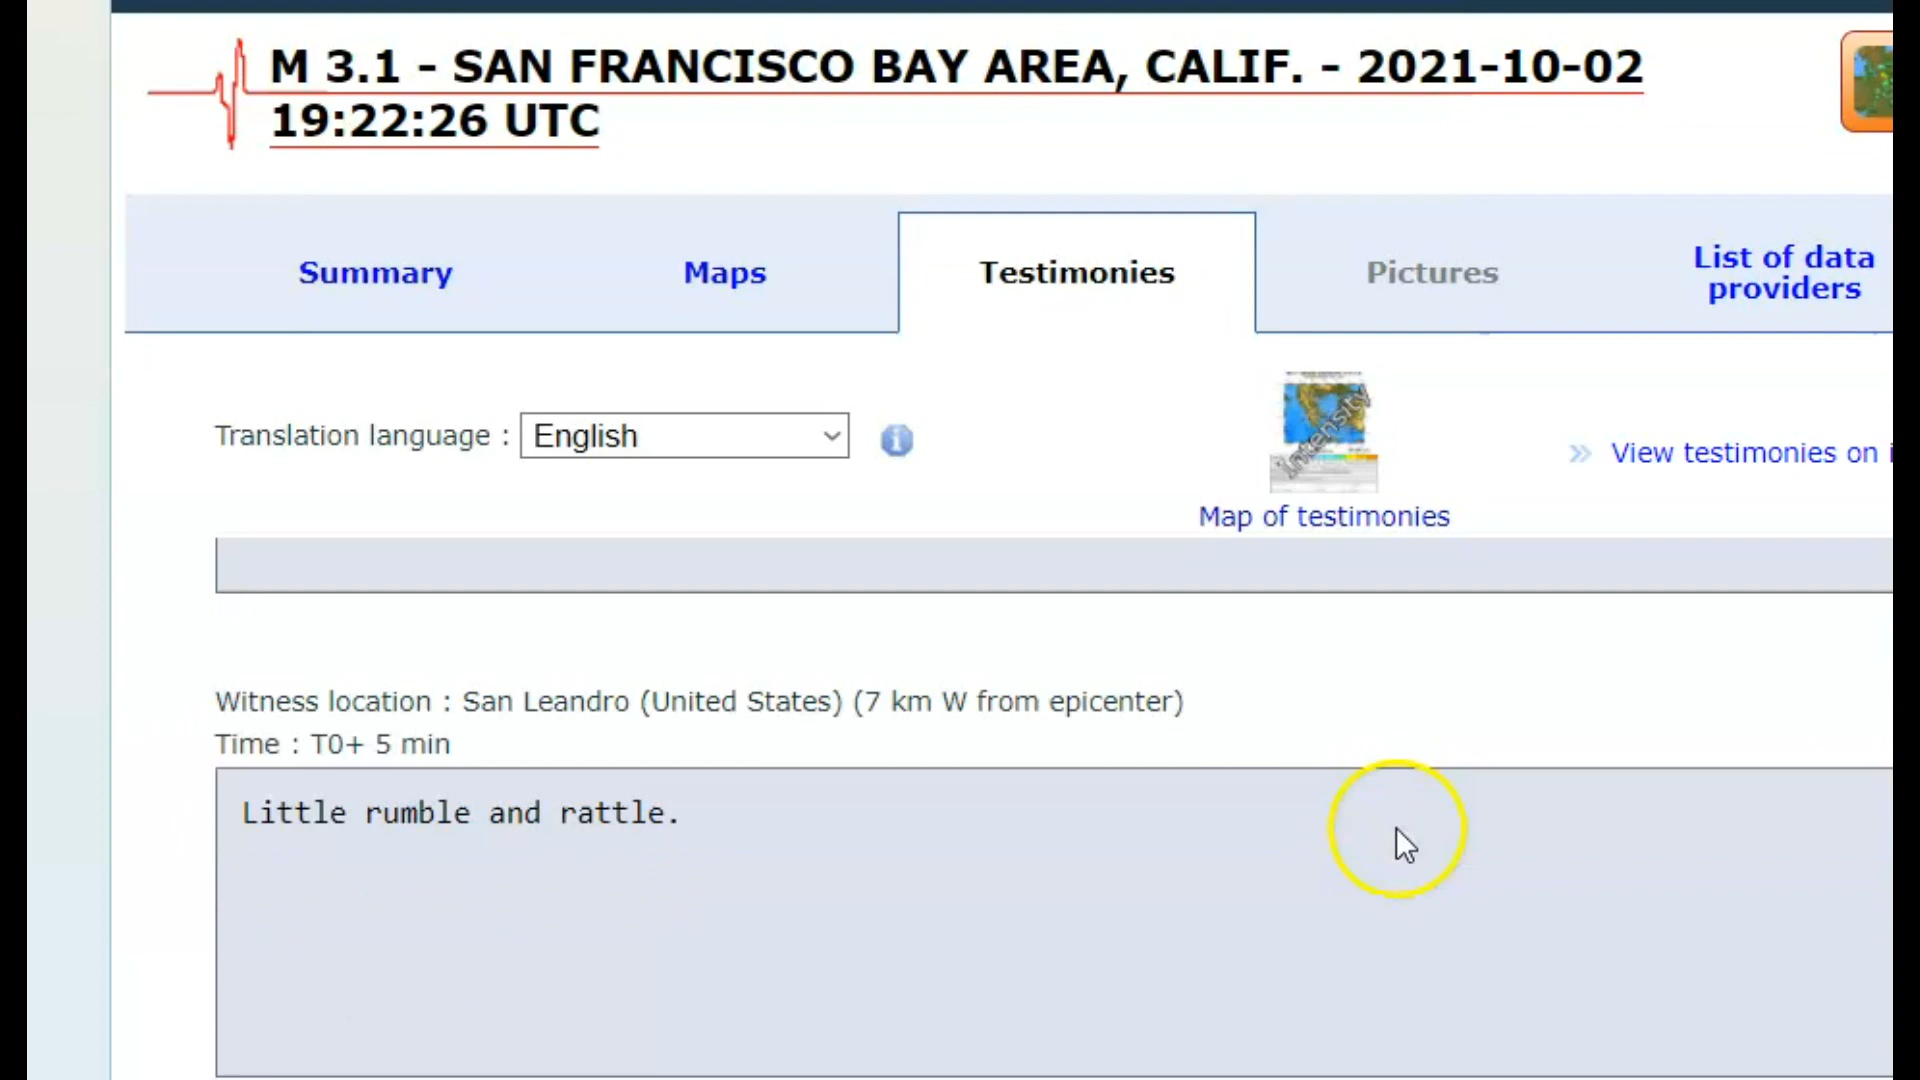 M 3.1 - SAN FRANCISCO BAY AREA, CALIF. - 2021-10-02
19:22:26 UTC
Summary
Maps
Testimonies
Pictures
List of data
providers
Translation language :
English
intensity
Map of testimonies
View testimonies on
Witness location : San Leandro (United States) (7 km W from epicenter)
Time : T0+ 5 min
Little rumble and rattle.